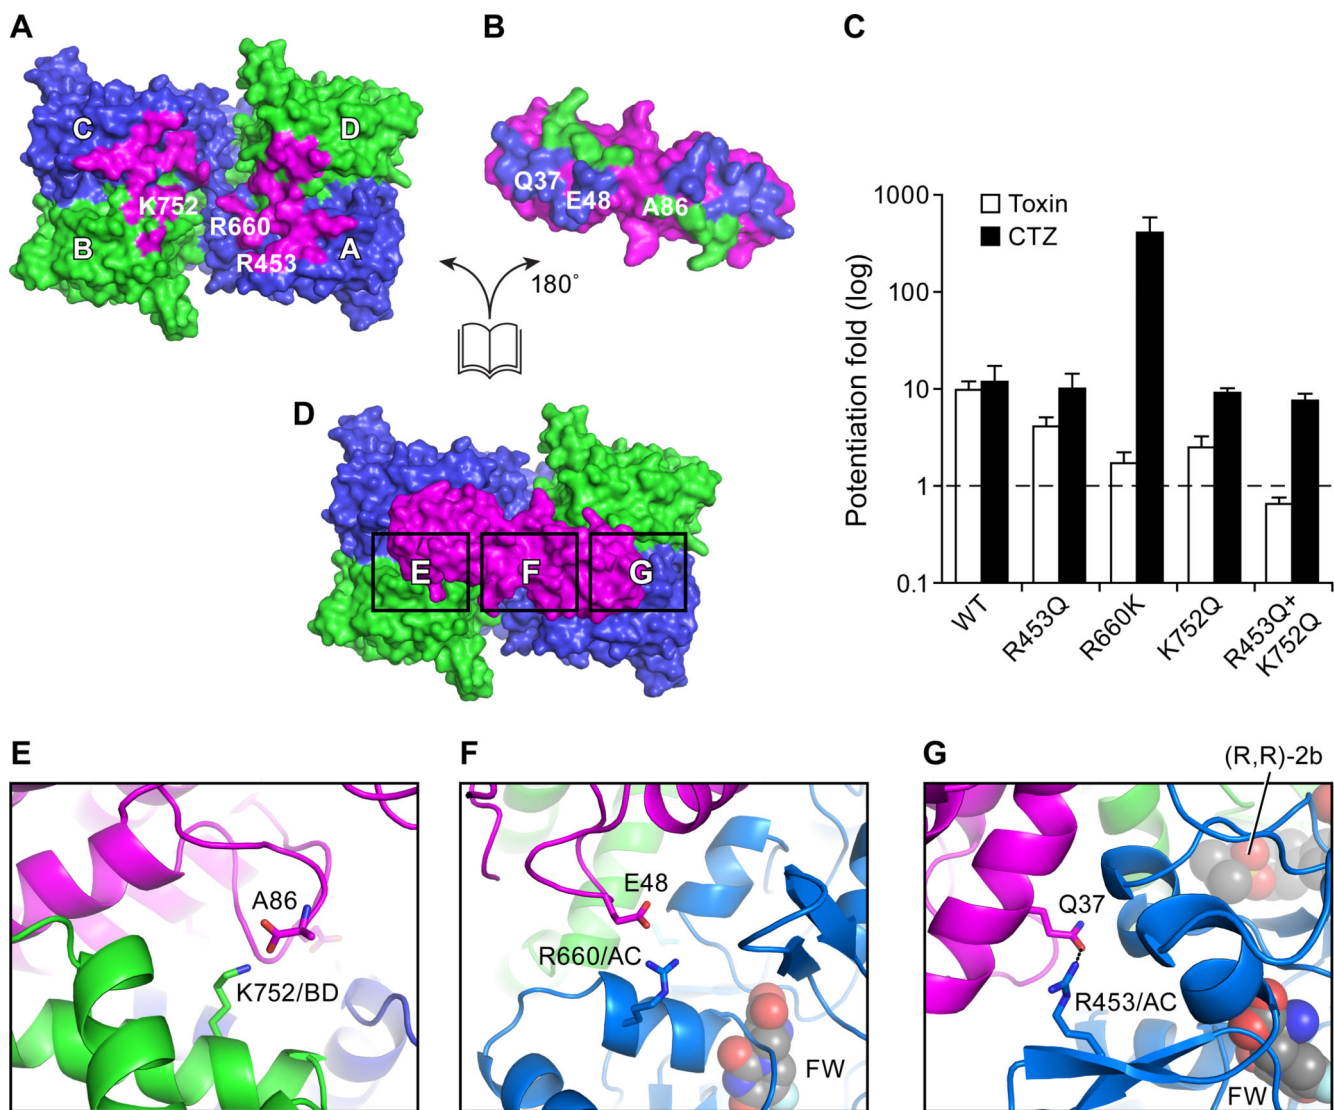 A
B
C
C
D
K752
R660
B
A
R453
Q37
E48
A86
180°
Toxin
CTZ
Potentiation fold (log)
1000
100
10
1
0.1
WT
R453Q
R660K
K752Q
R453Q+
K752Q
D
E
F
G
E
A86
K752/BD
F
E48
R660/AC
FW
G
(R,R)-2b
Q37
R453/AC
FW